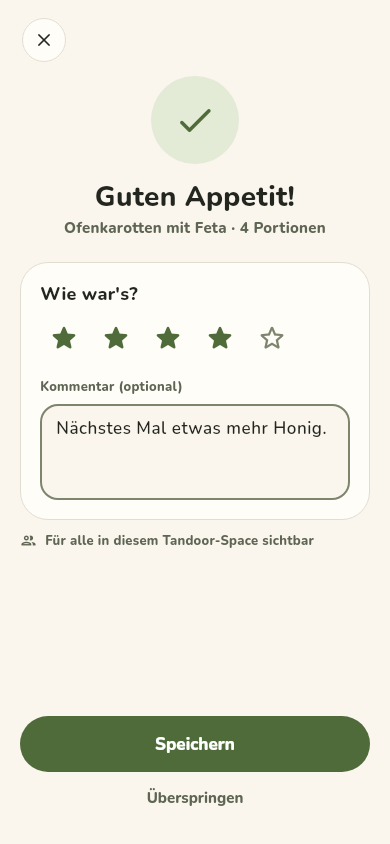 Guten Appetit!
Ofenkarotten mit Feta · 4 Portionen
Wie war's?
Kommentar (optional)
Nächstes Mal etwas mehr Honig.
Für alle in diesem Tandoor-Space sichtbar
Speichern
Überspringen